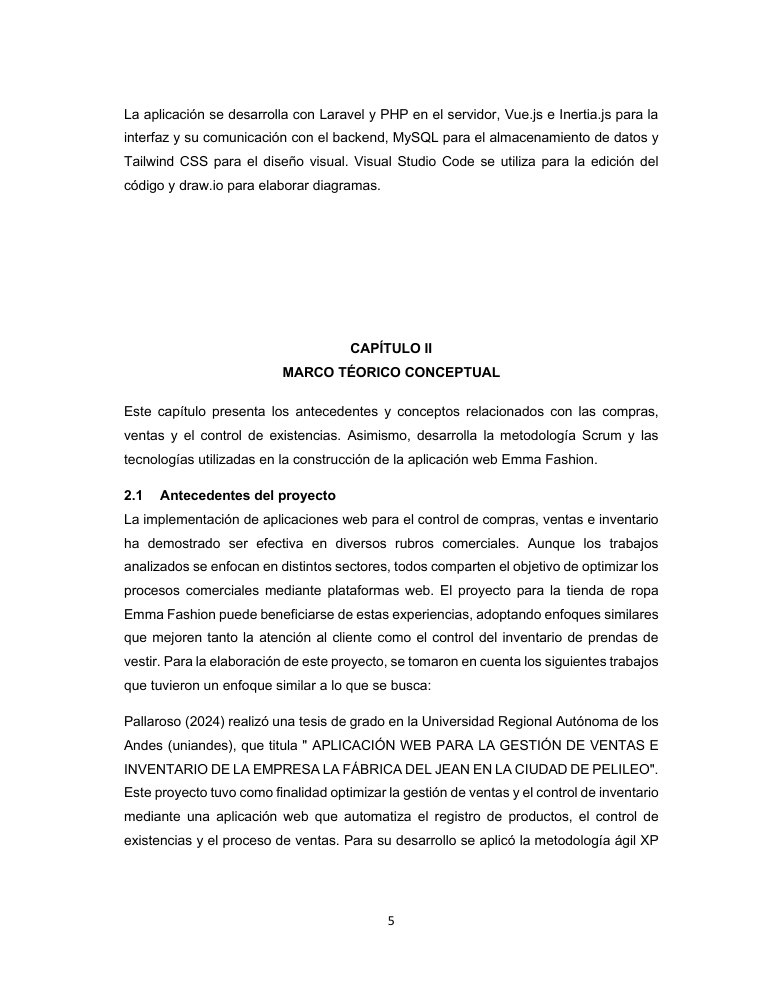 La aplicación se desarrolla con Laravel y PHP en el servidor, Vue.js e Inertia.js para la
interfaz y su comunicación con el backend, MySQL para el almacenamiento de datos y
Tailwind CSS para el diseño visual. Visual Studio Code se utiliza para la edición del
código y draw.io para elaborar diagramas.
CAPÍTULO II
MARCO TÉORICO CONCEPTUAL
Este capítulo presenta los antecedentes y conceptos relacionados con las compras,
ventas y el control de existencias. Asimismo, desarrolla la metodología Scrum y las
tecnologías utilizadas en la construcción de la aplicación web Emma Fashion.
2.1 Antecedentes del proyecto
La implementación de aplicaciones web para el control de compras, ventas e inventario
ha demostrado ser efectiva en diversos rubros comerciales. Aunque los trabajos
analizados se enfocan en distintos sectores, todos comparten el objetivo de optimizar los
procesos comerciales mediante plataformas web. El proyecto para la tienda de ropa
Emma Fashion puede beneficiarse de estas experiencias, adoptando enfoques similares
que mejoren tanto la atención al cliente como el control del inventario de prendas de
vestir. Para la elaboración de este proyecto, se tomaron en cuenta los siguientes trabajos
que tuvieron un enfoque similar a lo que se busca:
Pallaroso (2024) realizó una tesis de grado en la Universidad Regional Autónoma de los
Andes (uniandes), que titula " APLICACIÓN WEB PARA LA GESTIÓN DE VENTAS E
INVENTARIO DE LA EMPRESA LA FÁBRICA DEL JEAN EN LA CIUDAD DE PELILEO".
Este proyecto tuvo como finalidad optimizar la gestión de ventas y el control de inventario
mediante una aplicación web que automatiza el registro de productos, el control de
existencias y el proceso de ventas. Para su desarrollo se aplicó la metodología ágil XP
5